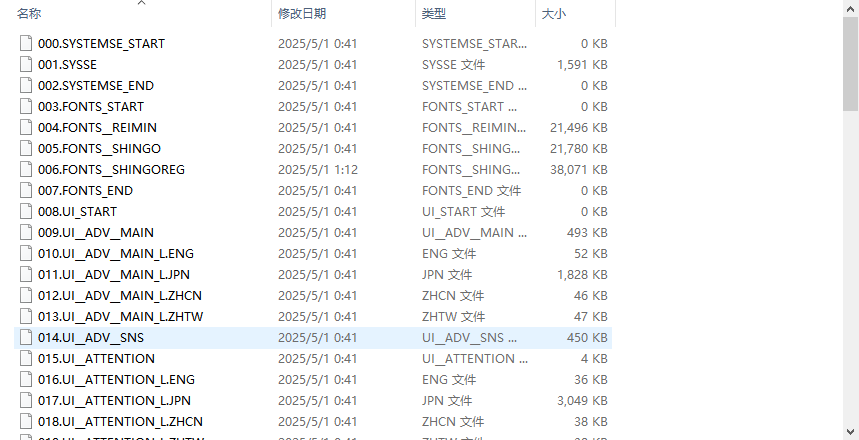 名称 修改日期 类型 大小
000.SYSTEMSE_START 2025/5/1 0:41 SYSTEMSE_STAR... 0 KB
001.SYSSE 2025/5/1 0:41 SYSSE 文件 1,591 KB
002.SYSTEMSE_END 2025/5/1 0:41 SYSTEMSE_END ... 0 KB
003.FONTS_START 2025/5/1 0:41 FONTS_START ... 0 KB
004.FONTS__REIMIN 2025/5/1 0:41 FONTS__REIMIN... 21,496 KB
005.FONTS__SHINGO 2025/5/1 0:41 FONTS__SHING... 21,780 KB
006.FONTS__SHINGOREG 2025/5/1 1:12 FONTS__SHING... 38,071 KB
007.FONTS_END 2025/5/1 0:41 FONTS_END 文件 0 KB
008.UI_START 2025/5/1 0:41 UI_START 文件 0 KB
009.UI__ADV__MAIN 2025/5/1 0:41 UI__ADV__MAIN ... 493 KB
010.UI__ADV__MAIN_L.ENG 2025/5/1 0:41 ENG 文件 52 KB
011.UI__ADV__MAIN_L.JPN 2025/5/1 0:41 JPN 文件 1,828 KB
012.UI__ADV__MAIN_L.ZHCN 2025/5/1 0:41 ZHCN 文件 46 KB
013.UI__ADV__MAIN_L.ZHTW 2025/5/1 0:41 ZHTW 文件 47 KB
014.UI__ADV__SNS 2025/5/1 0:41 UI__ADV__SNS ... 450 KB
015.UI__ATTENTION 2025/5/1 0:41 UI__ATTENTION ... 4 KB
016.UI__ATTENTION_L.ENG 2025/5/1 0:41 ENG 文件 36 KB
017.UI__ATTENTION_L.JPN 2025/5/1 0:41 JPN 文件 3,049 KB
018.UI__ATTENTION_L.ZHCN 2025/5/1 0:41 ZHCN 文件 38 KB